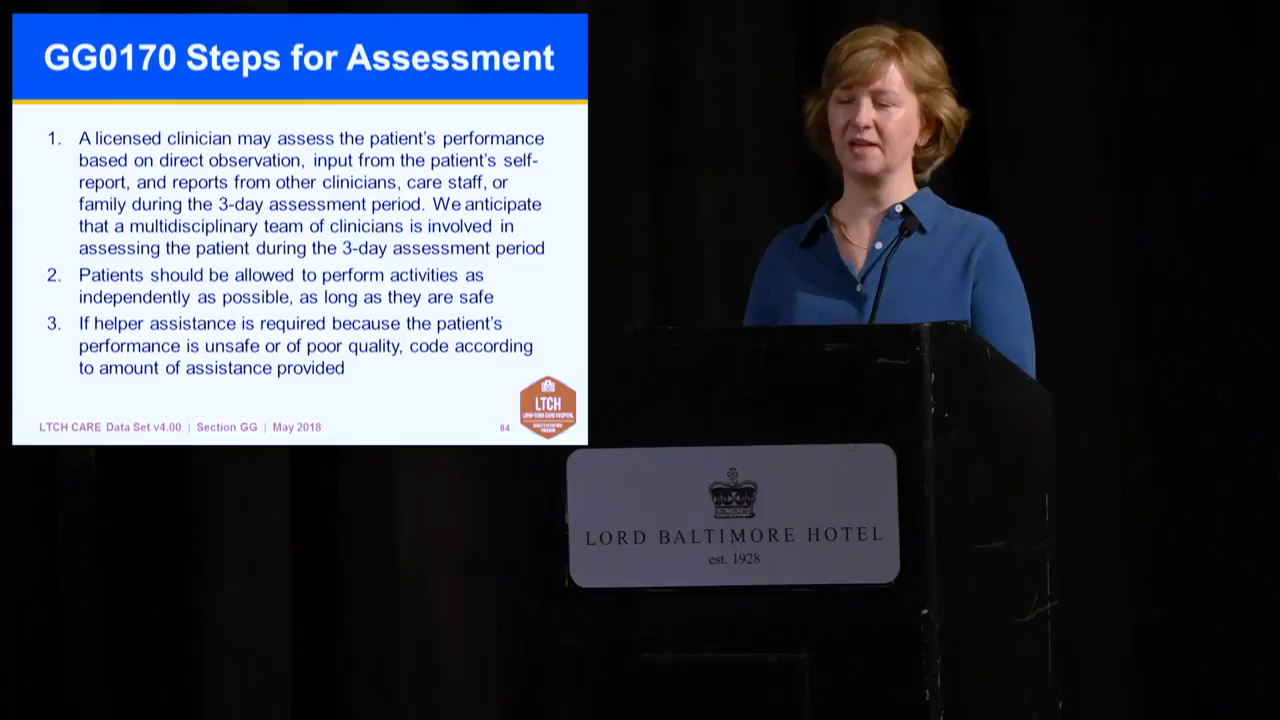 GG0170 Steps for Assessment
1. A licensed clinician may assess the patient's performance
based on direct observation, input from the patient's self-
report, and reports from other clinicians, care staff, or
family during the 3-day assessment period. We anticipate
that a multidisciplinary team of clinicians is involved in
assessing the patient during the 3-day assessment period
2. Patients should be allowed to perform activities as
independently as possible, as long as they are safe
3. If helper assistance is required because the patient's
performance is unsafe or of poor quality, code according
to amount of assistance provided
LTCH
LONG-TERM CARE HOSPITAL
LTCH CARE Data Set v4.00 | Section GG | May 2018
84
LORD BALTIMORE HOTEL
est. 1928